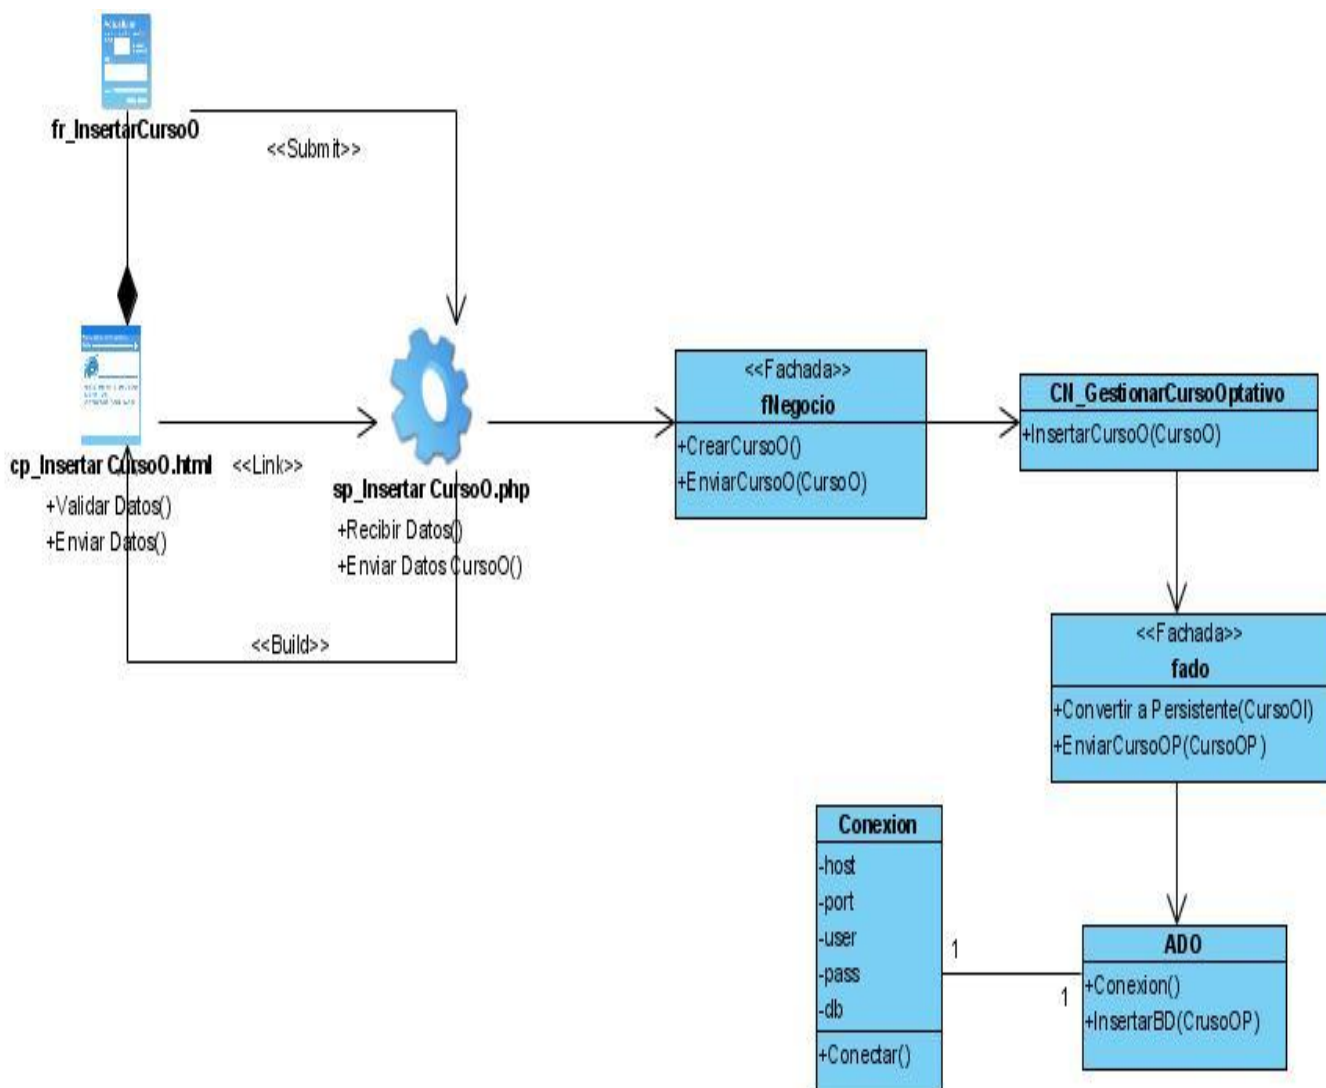 fr_InsertarCursoO
<<Submit>>
cp_Insertar CursoO.html
+Validar Datos()
+Enviar Datos()
<<Link>>
sp_Insertar CursoO.php
+Recibir Datos()
+Enviar Datos CursoO()
<<Build>>
<<Fachada>>
fNegocio
+CrearCursoO()
+EnviarCursoO(CursoO)
CN_GestionarCursoOptativo
+InsertarCursoO(CursoO)
<<Fachada>>
fado
+Convertir a Persistente(CursoOI)
+EnviarCursoOP(CursoOP)
Conexion
-host
-port
-user
-pass
-db
+Conectar()
1
1
ADO
+Conexion()
+InsertarBD(CrusoOP)